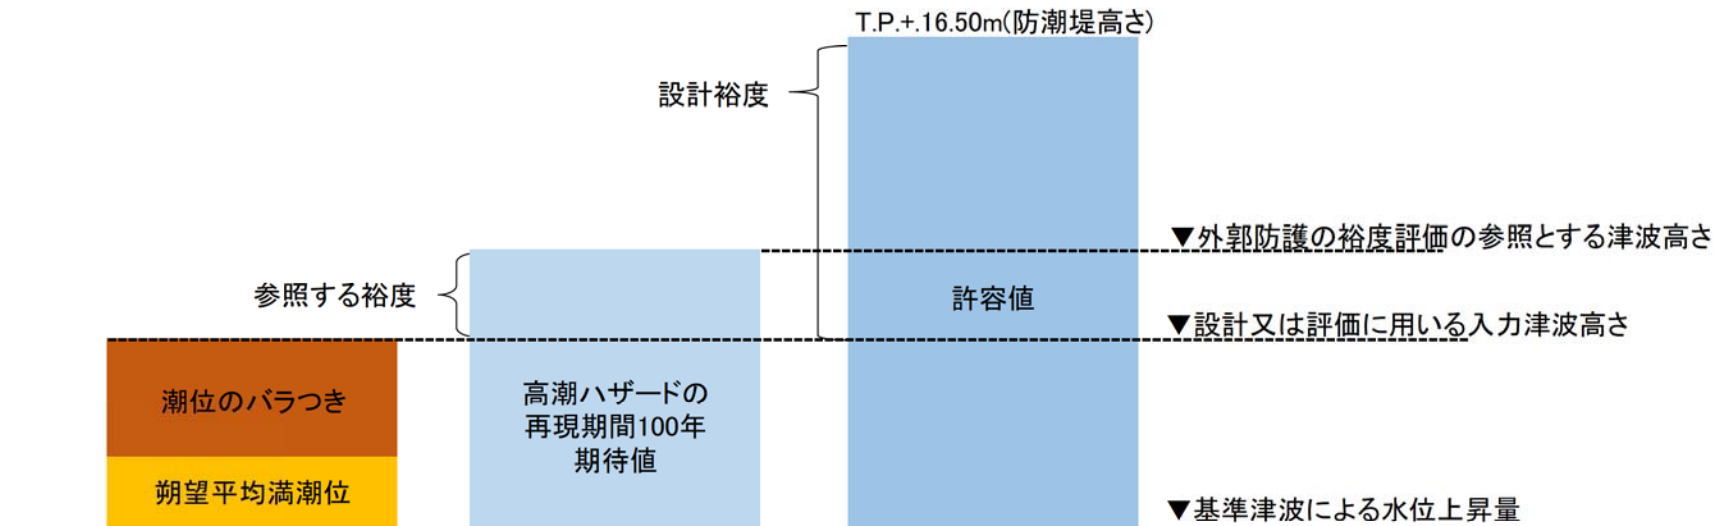 T.P.+.16.50m(防潮堤高さ)
設計裕度
▼外郭防護の裕度評価の参照とする津波高さ
参照する裕度
許容値
▼設計又は評価に用いる入力津波高さ
潮位のバラつき
高潮ハザードの
再現期間100年
期待値
朔望平均満潮位
▼基準津波による水位上昇量